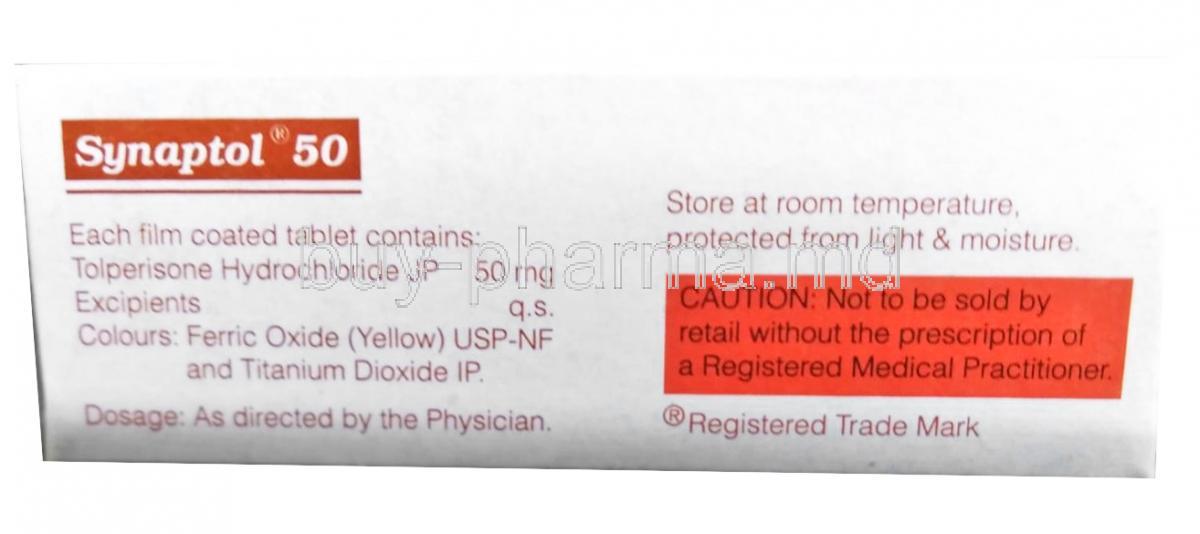 Synaptol® 50
Each film coated tablet contains:
Tolperisone Hydrochloride JP 50 mg
Excipients q.s.
Colours: Ferric Oxide (Yellow) USP-NF
and Titanium Dioxide IP.
Dosage: As directed by the Physician.
Store at room temperature,
protected from light & moisture.
CAUTION: Not to be sold by
retail without the prescription of
a Registered Medical Practitioner.
®Registered Trade Mark
buy-pharma.md